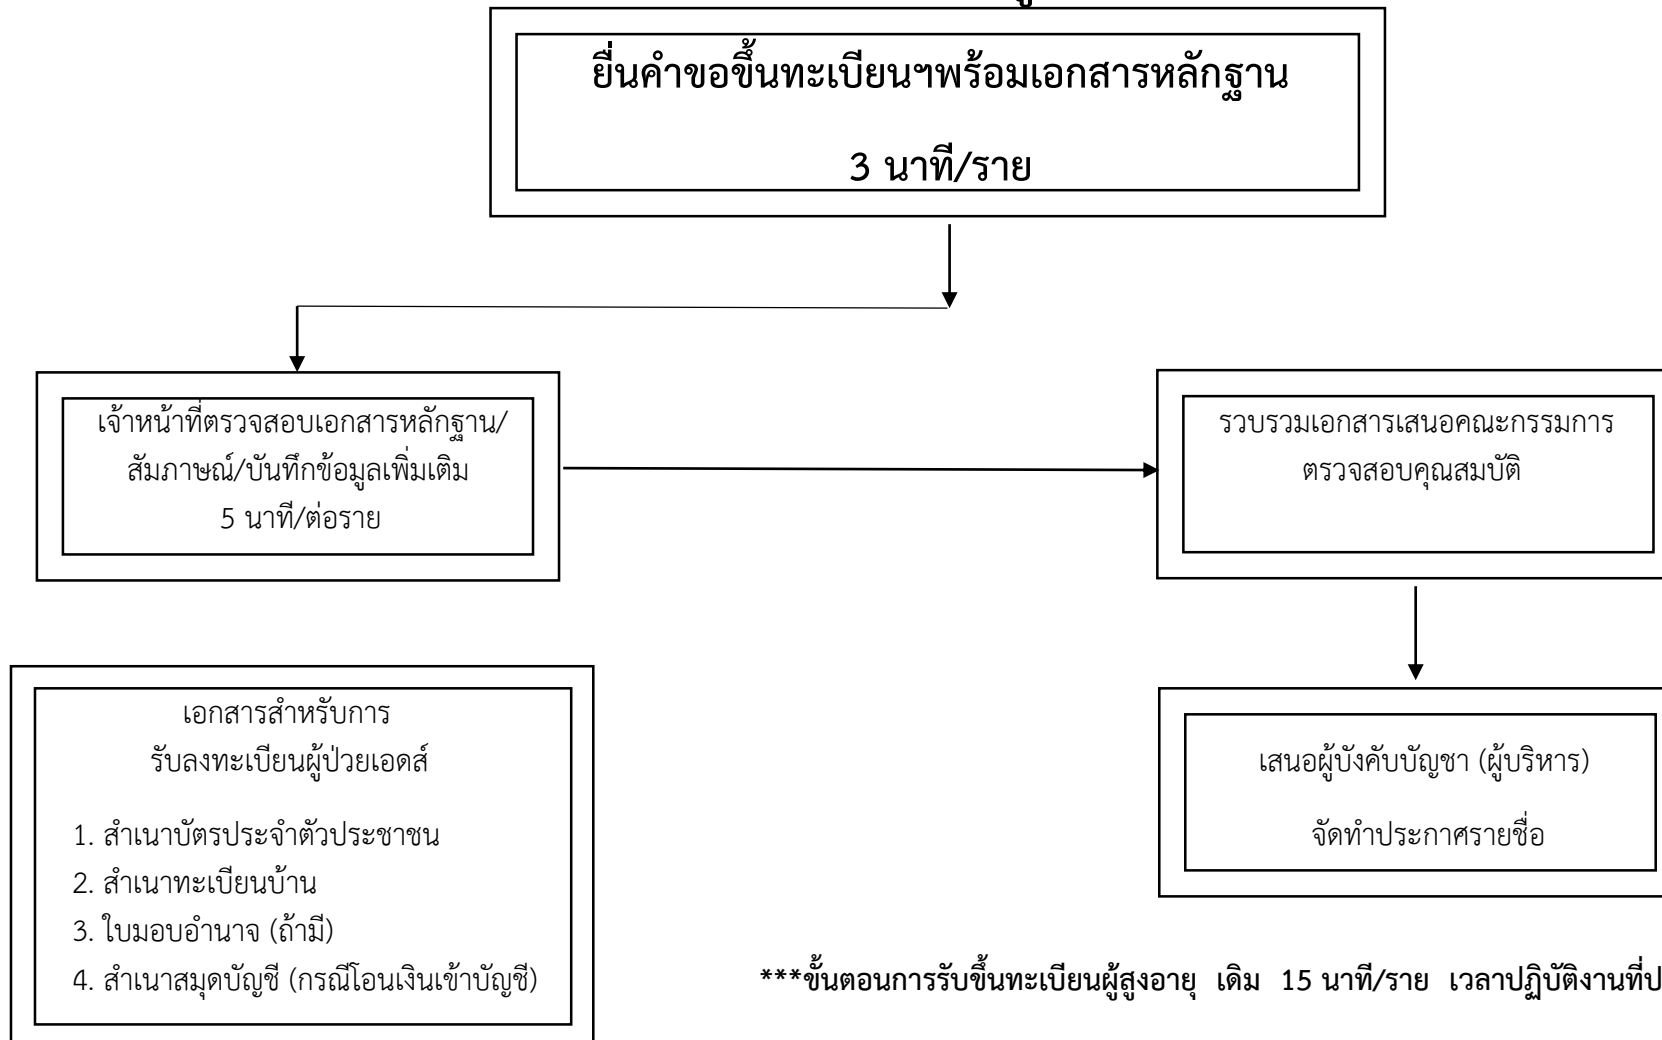 ยื่นคำขอขึ้นทะเบียนฯพร้อมเอกสารหลักฐาน
3 นาที/ราย
เจ้าหน้าที่ตรวจสอบเอกสารหลักฐาน/
สัมภาษณ์/บันทึกข้อมูลเพิ่มเติม
5 นาที/ต่อราย
รวบรวมเอกสารเสนอคณะกรรมการ
ตรวจสอบคุณสมบัติ
เอกสารสำหรับการ
รับลงทะเบียนผู้ป่วยเอดส์
1. สำเนาบัตรประจำตัวประชาชน
2. สำเนาทะเบียนบ้าน
3. ใบมอบอำนาจ (ถ้ามี)
4. สำเนาสมุดบัญชี (กรณีโอนเงินเข้าบัญชี)
เสนอผู้บังคับบัญชา (ผู้บริหาร)
จัดทำประกาศรายชื่อ
***ขั้นตอนการรับขึ้นทะเบียนผู้สูงอายุ เดิม 15 นาที/ราย เวลาปฏิบัติงานที่ป